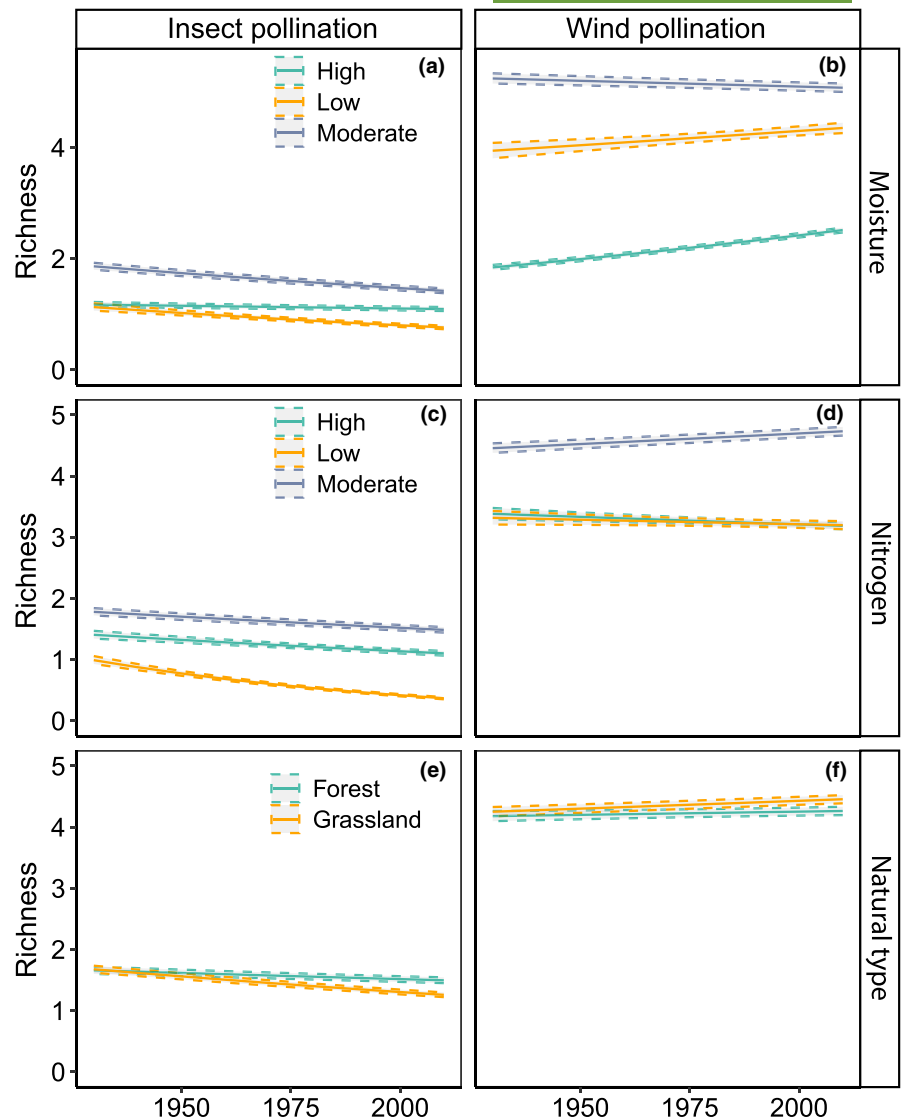 Insect pollination
Wind pollination
(a)
High
Low
Moderate
(b)
Richness
4
2
0
Moisture
(c)
High
Low
Moderate
(d)
Richness
5
4
3
2
1
0
Nitrogen
(e)
Forest
Grassland
(f)
Richness
5
4
3
2
1
0
Natural type
1950 1975 2000
1950 1975 2000